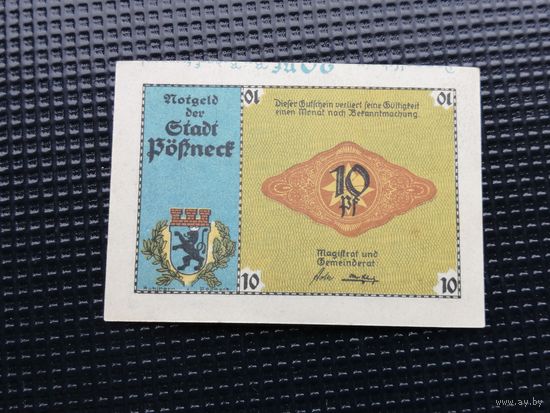 Notgeld
der
Stadt
Pößneck
10
10
Dieser Gutschein verliert seine Gültigkeit
einen Monat nach Bekanntmachung.
10
Pf
Magistrat und
Gemeinderat:
10
10
www.ay.by